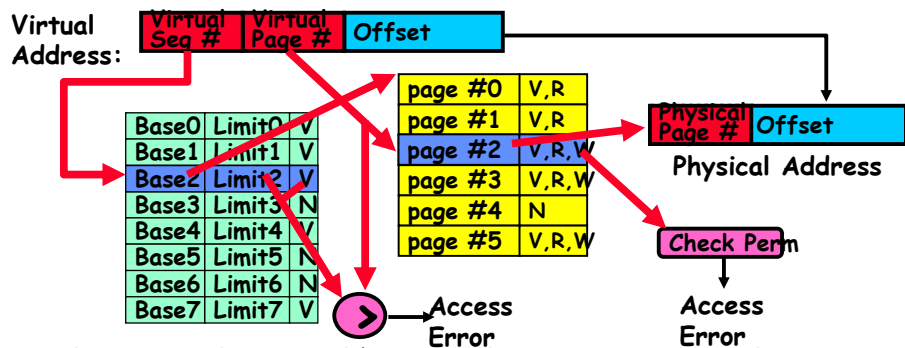 Virtual Address:
Virtual Seg # Virtual Page # Offset
Base0 Limit0 V
Base1 Limit1 V
Base2 Limit2 V
Base3 Limit3 N
Base4 Limit4 V
Base5 Limit5 N
Base6 Limit6 N
Base7 Limit7 V
page #0 V,R
page #1 V,R
page #2 V,R,W
page #3 V,R,W
page #4 N
page #5 V,R,W
Physical Page # Offset
Physical Address
Check Perm
>
Access Error
Access Error